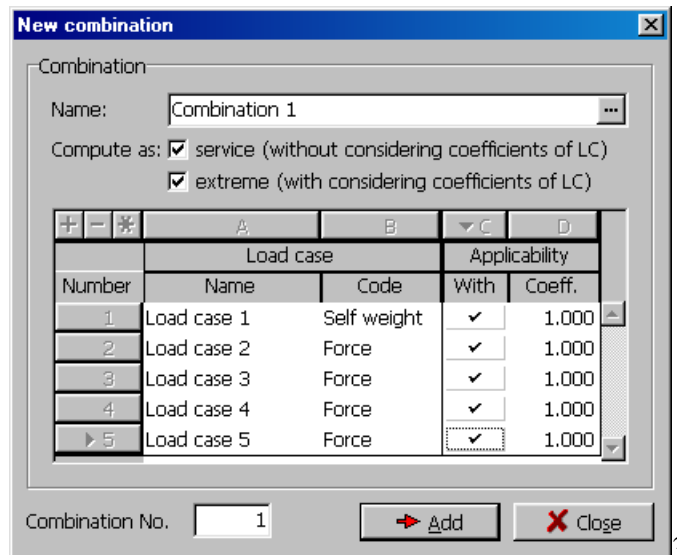 New combination
Combination
Name: Combination 1 ...
Compute as: service (without considering coefficients of LC)
extreme (with considering coefficients of LC)
A B C D
Load case Applicability
Number Name Code With Coeff.
1 Load case 1 Self weight 1.000
2 Load case 2 Force 1.000
3 Load case 3 Force 1.000
4 Load case 4 Force 1.000
5 Load case 5 Force 1.000
Combination No. 1 Add Close